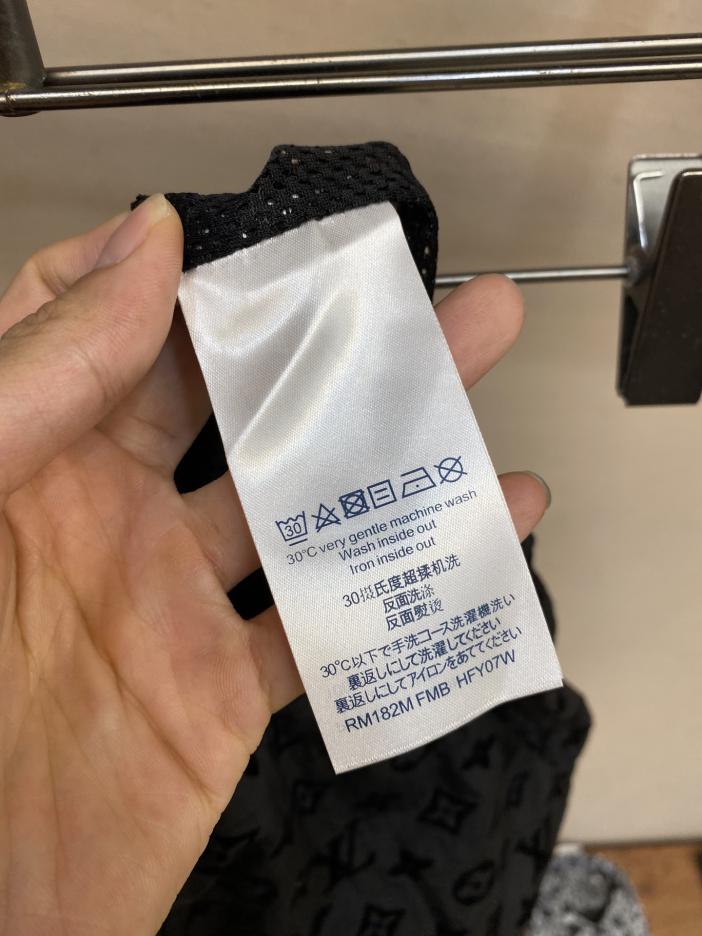 30
30°C very gentle machine wash
Wash inside out
Iron inside out
30摄氏度超揉机洗
反面洗涤
反面熨烫
30°C以下で手洗コース洗濯機洗い
裏返しにして洗濯してください
裏返しにしてアイロンをあててください
RM182M FMB HFY07W